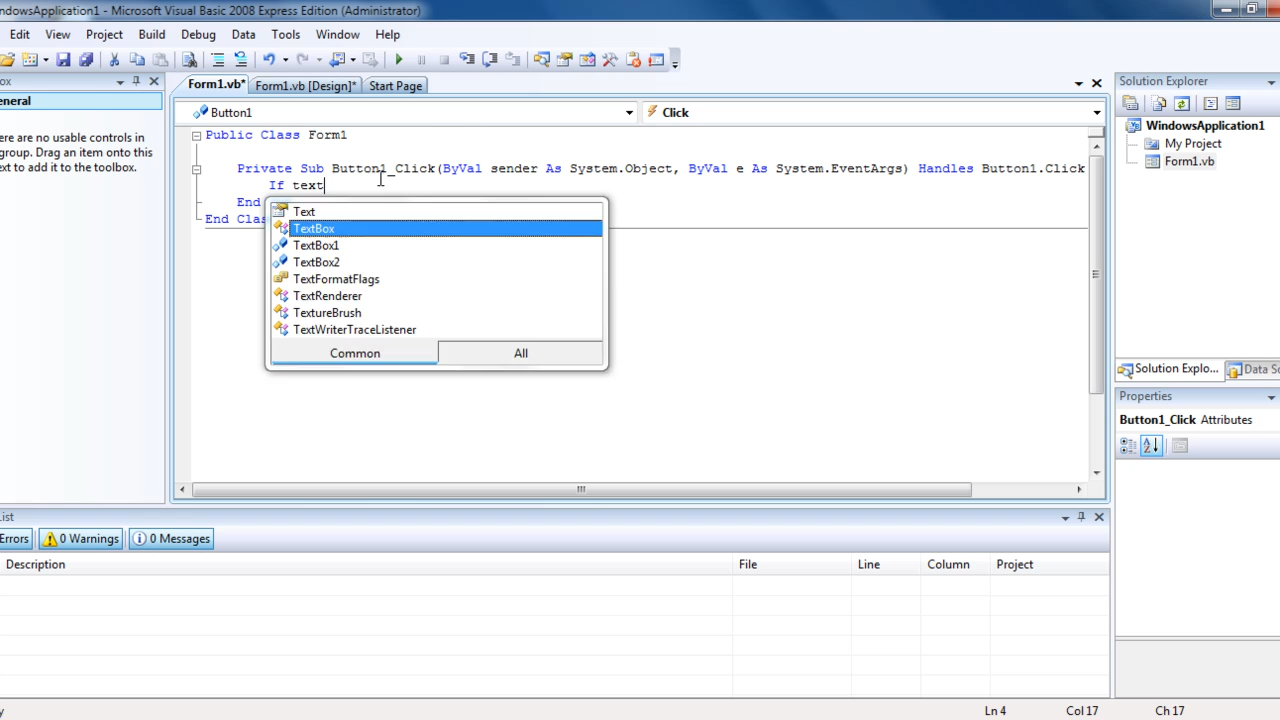 ndowsApplication1 - Microsoft Visual Basic 2008 Express Edition (Administrator)
Edit View Project Build Debug Data Tools Window Help
ox
Form1.vb* Form1.vb [Design]* Start Page
Solution Explorer
eneral
Button1 Click
ere are no usable controls in
group. Drag an item onto this
ext to add it to the toolbox.
Public Class Form1
Private Sub Button1_Click(ByVal sender As System.Object, ByVal e As System.EventArgs) Handles Button1.Click
If text
End
End Clas
Text
TextBox
TextBox1
TextBox2
TextFormatFlags
TextRenderer
TextureBrush
TextWriterTraceListener
Common All
WindowsApplication1
My Project
Form1.vb
Solution Explo... Data So
Properties
Button1_Click Attributes
List
Errors 0 Warnings 0 Messages
Description File Line Column Project
y Ln 4 Col 17 Ch 17